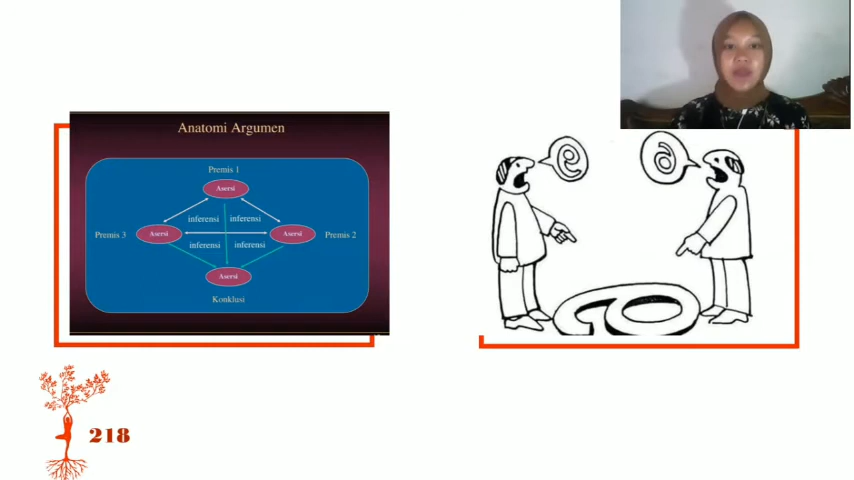 Anatomi Argumen
Premis 1
Asersi
inferensi inferensi
Premis 3 Asersi Asersi Premis 2
inferensi inferensi
Asersi
Konklusi
218